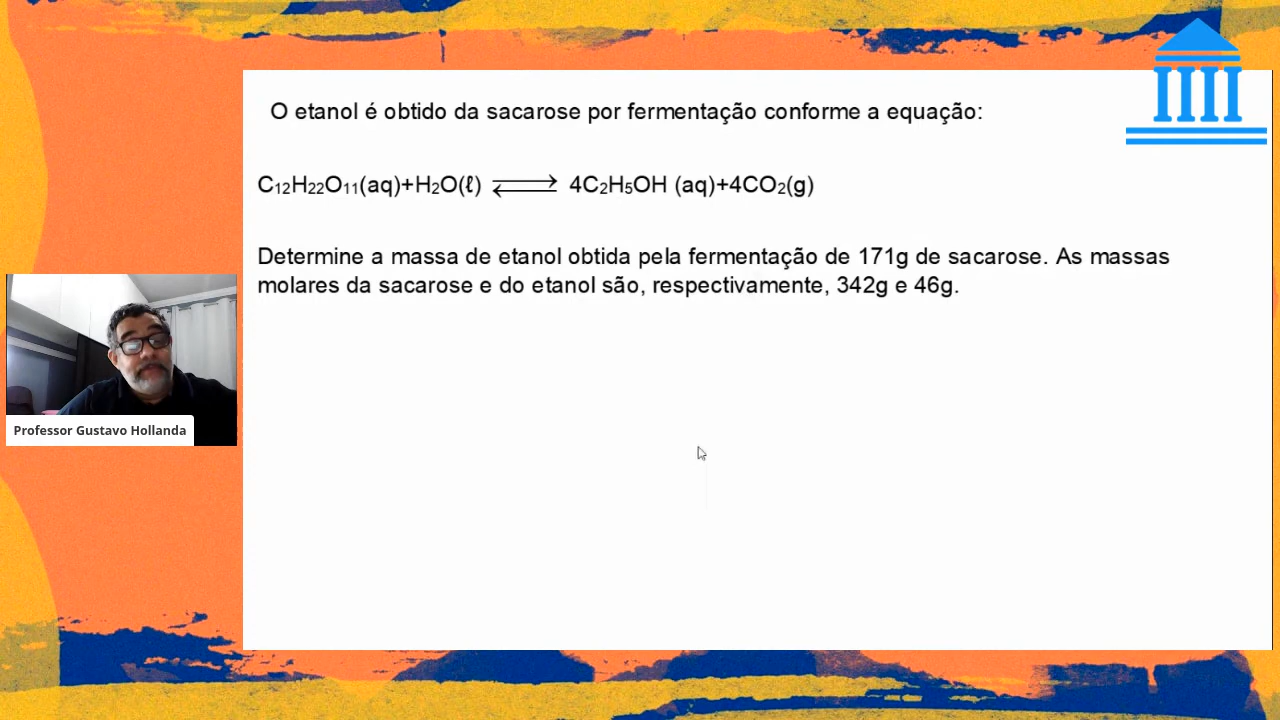 O etanol é obtido da sacarose por fermentação conforme a equação:
C₁₂H₂₂O₁₁(aq)+H₂O(ℓ) ⇌ 4C₂H₅OH (aq)+4CO₂(g)
Determine a massa de etanol obtida pela fermentação de 171g de sacarose. As massas
molares da sacarose e do etanol são, respectivamente, 342g e 46g.
Professor Gustavo Hollanda